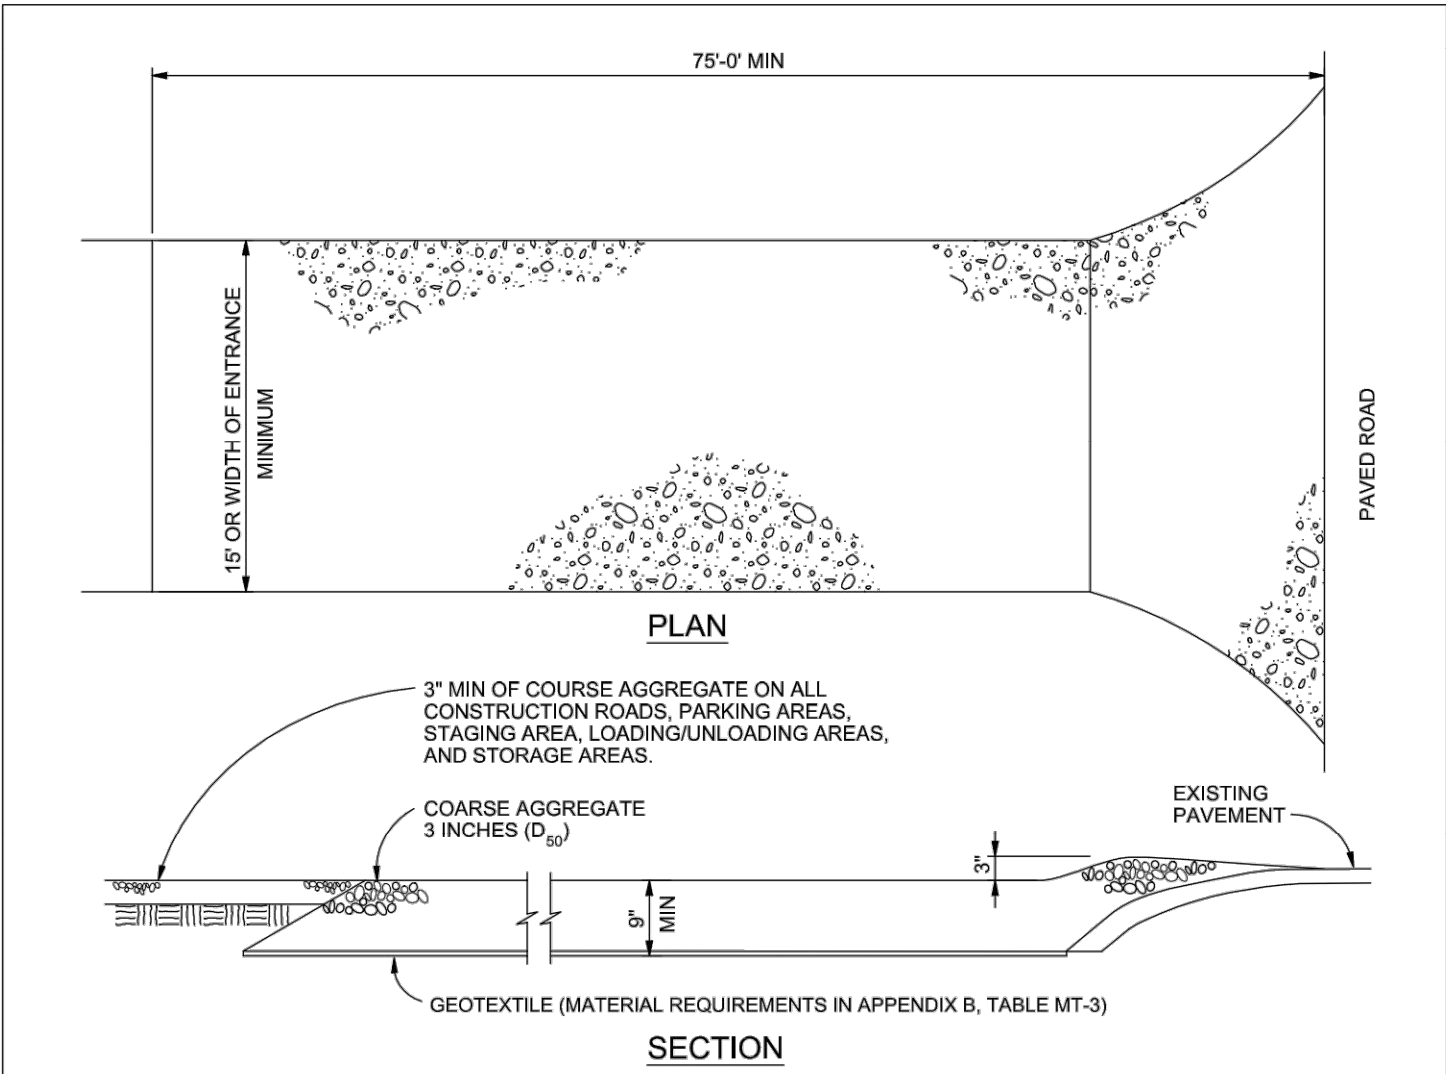 75'-0' MIN
15' OR WIDTH OF ENTRANCE
MINIMUM
PAVED ROAD
PLAN
3" MIN OF COURSE AGGREGATE ON ALL
CONSTRUCTION ROADS, PARKING AREAS,
STAGING AREA, LOADING/UNLOADING AREAS,
AND STORAGE AREAS.
COARSE AGGREGATE
3 INCHES (D50)
EXISTING
PAVEMENT
3"
9"
MIN
GEOTEXTILE (MATERIAL REQUIREMENTS IN APPENDIX B, TABLE MT-3)
SECTION